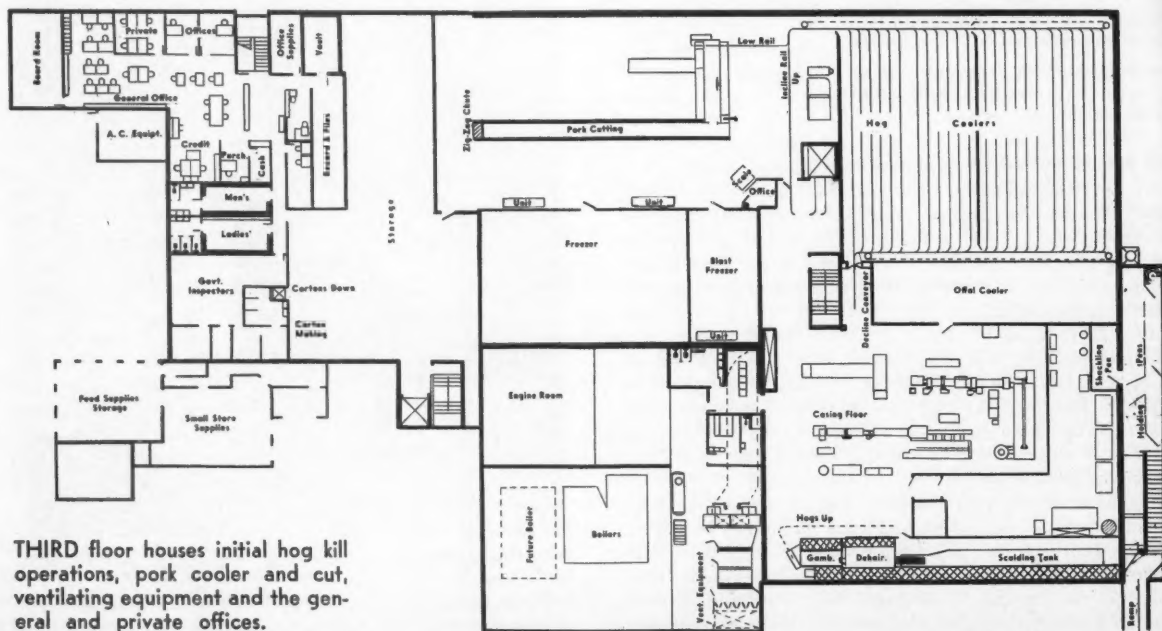 Board Room
Private
Offices
Office
Supplies
Vault
General Office
A. C. Equipt.
Credit
Purch.
Cash
Record & Files
Men's
Ladies'
Govt.
Inspectors
Cartons Down
Carton
Making
Storage
Feed Supplies
Storage
Small Store
Supplies
Low Rail
Incline Rail
Up
Zig-Zag Chute
Pork Cutting
Scale
Office
Hog Coolers
Unit
Unit
Freezer
Blast
Freezer
Unit
Decline Conveyor
Offal Cooler
Shackling
Pen
Pens
Holding
Engine Room
Casing Floor
Future Boiler
Boilers
Vent. Equipment
Hogs Up
Gamb.
Dehair.
Scalding Tank
Ramp
THIRD floor houses initial hog kill
operations, pork cooler and cut,
ventilating equipment and the gen-
eral and private offices.